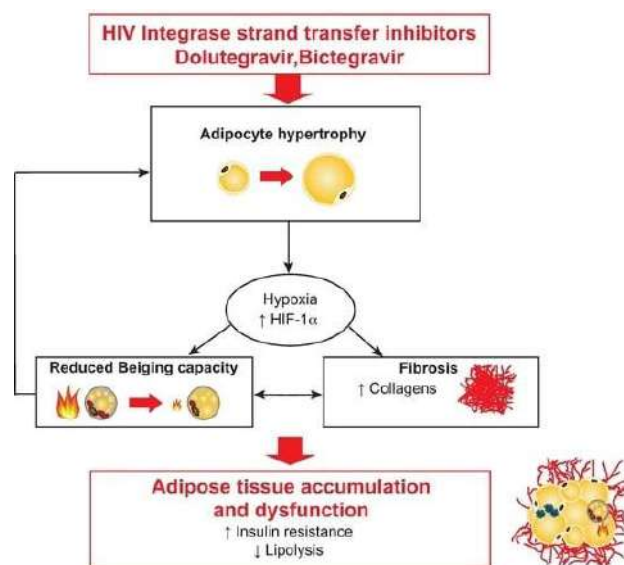 HIV Integrase strand transfer inhibitors
Dolutegravir,Bictegravir
Adipocyte hypertrophy
Hypoxia
↑ HIF-1α
Reduced Beiging capacity
Fibrosis
↑ Collagens
Adipose tissue accumulation
and dysfunction
↑ Insulin resistance
↓ Lipolysis